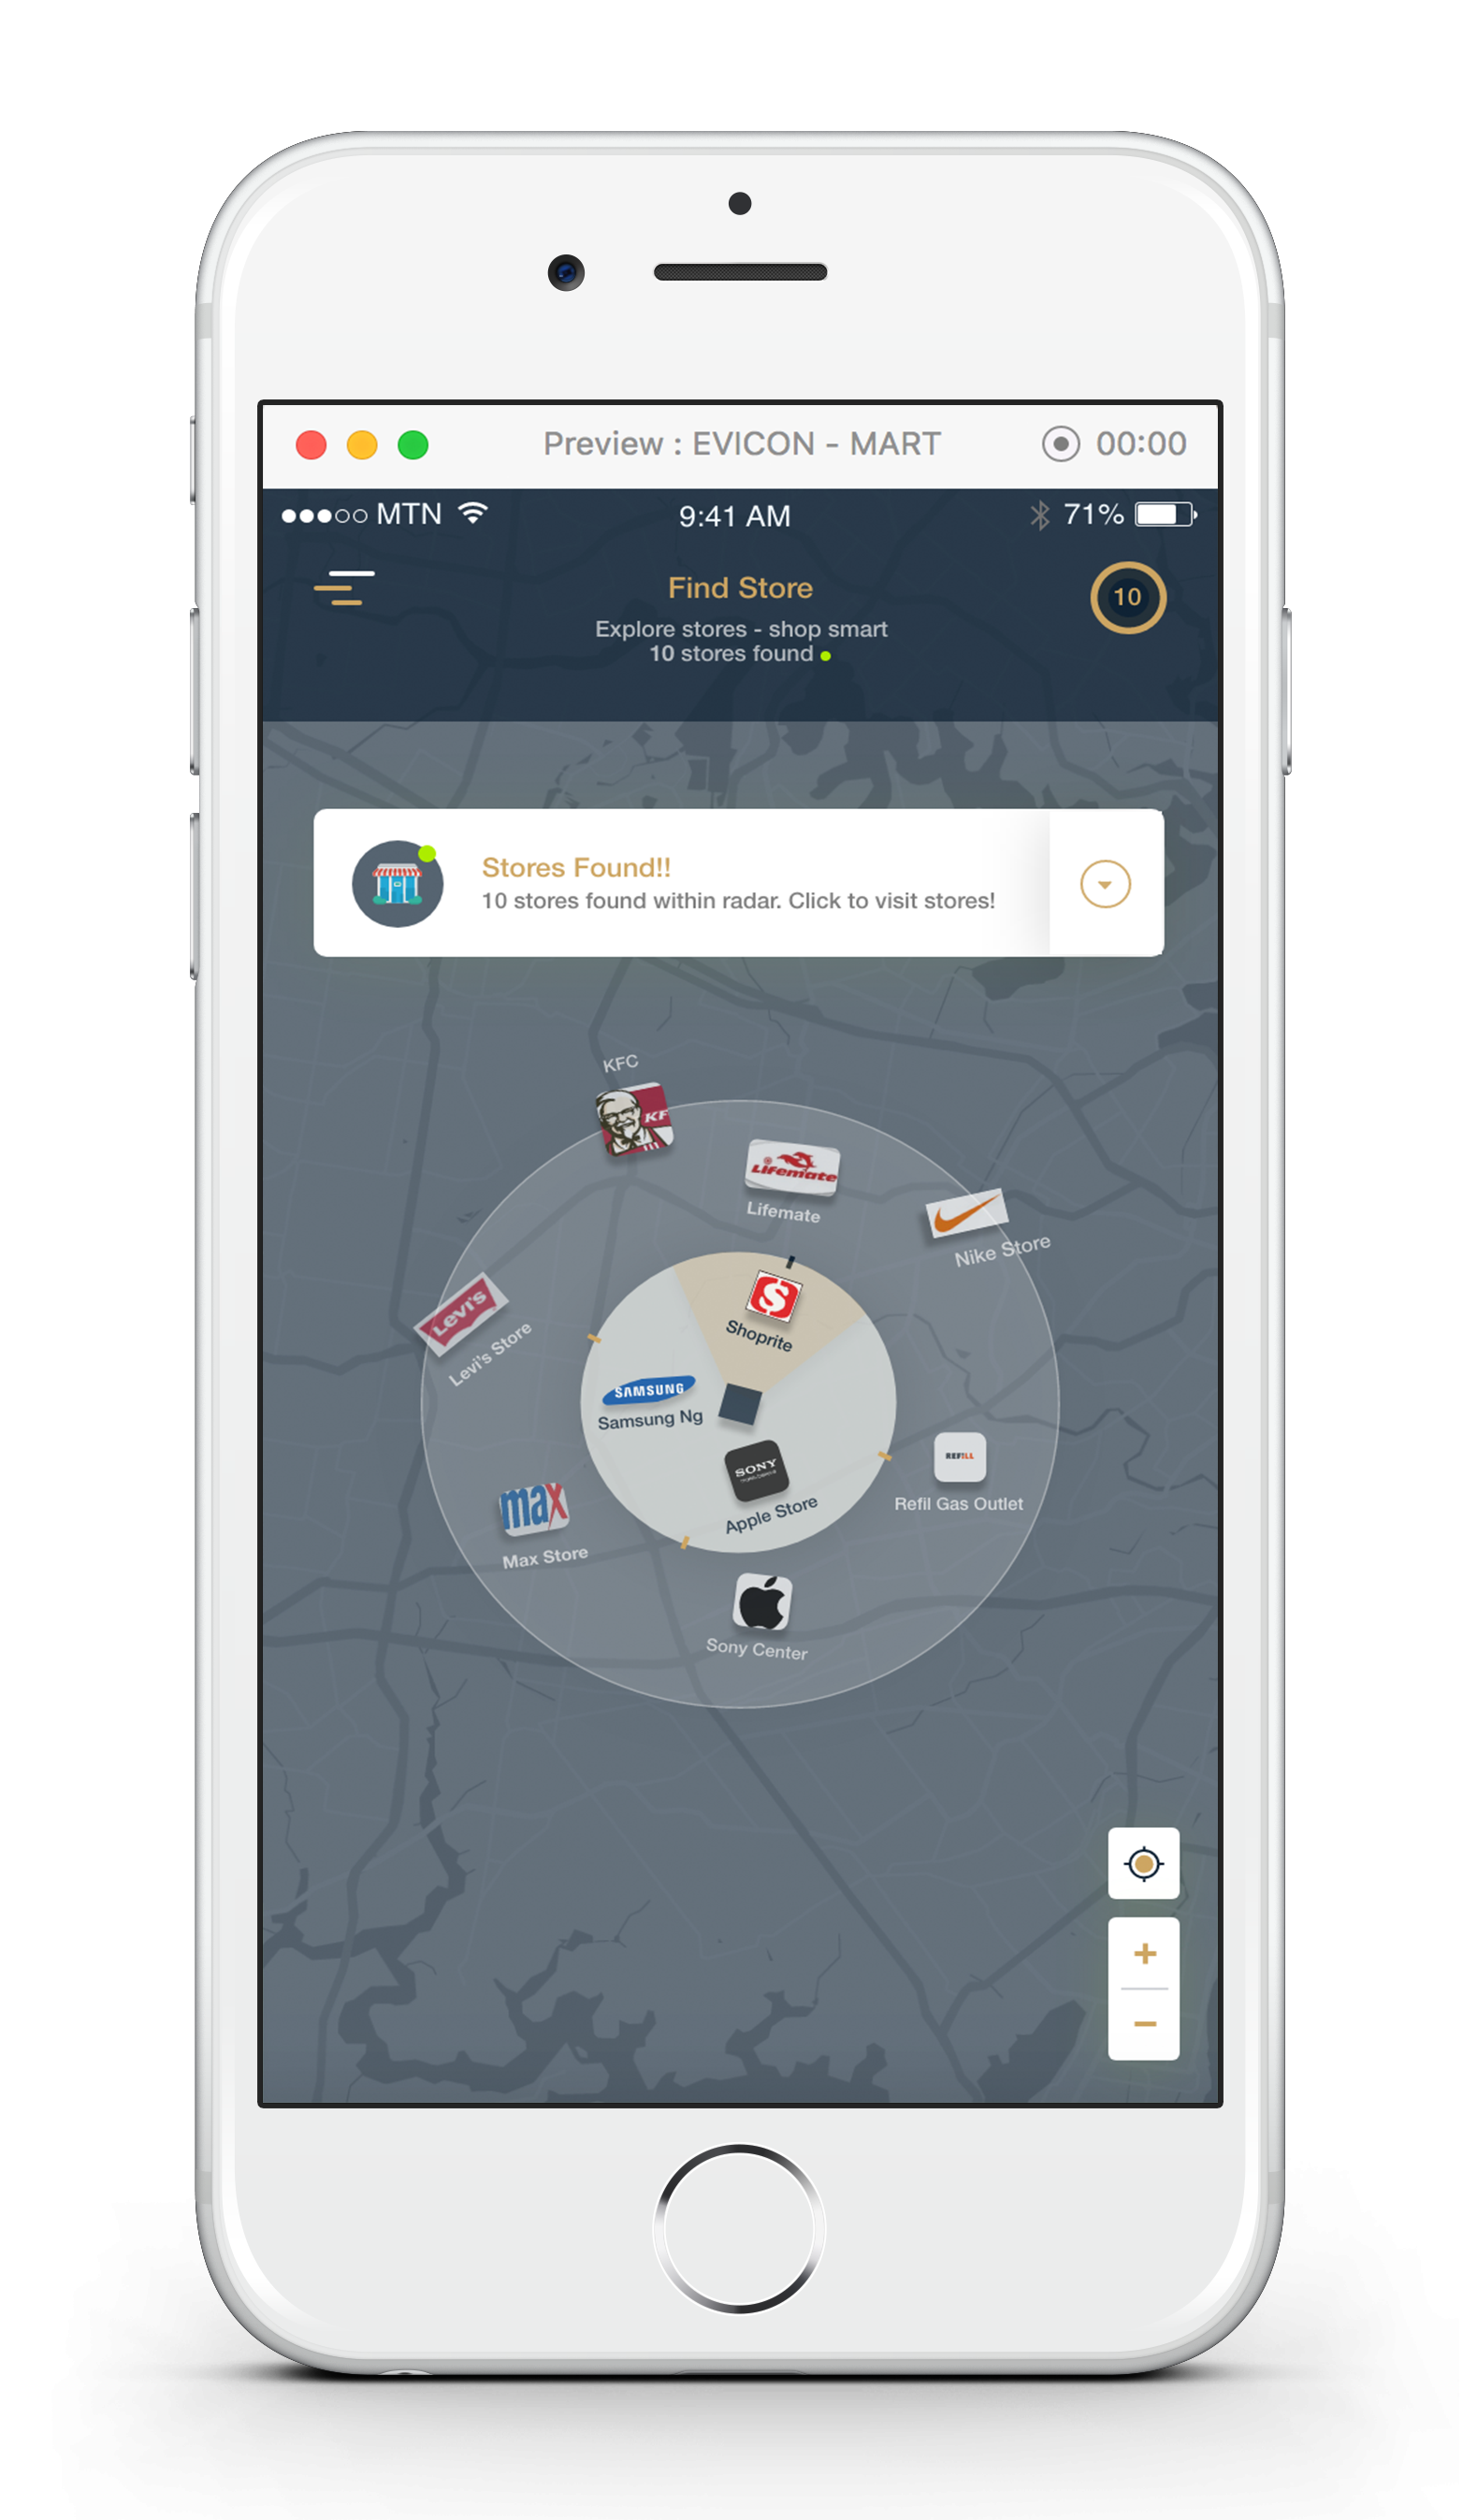 Preview : EVICON - MART
00:00
MTN
9:41 AM
71%
Find Store
10
Explore stores - shop smart
10 stores found
Stores Found!!
10 stores found within radar. Click to visit stores!
KFC
KF
Lifemate
Lifemate
Nike Store
Levi's
Levi's Store
Shoprite
SAMSUNG
Samsung Ng
SONY
Apple Store
REFILL
Refil Gas Outlet
max
Max Store
Sony Center